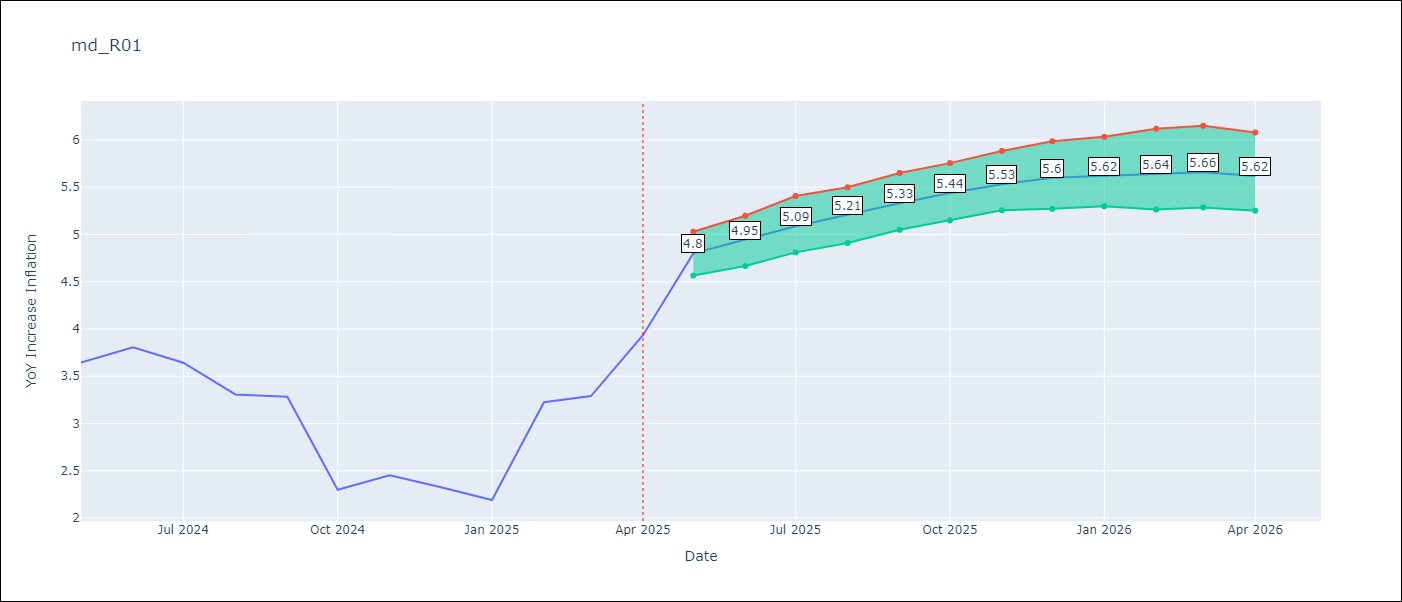 md_R01
YoY Increase Inflation
6
5.5
5
4.5
4
3.5
3
2.5
2
4.8
4.95
5.09
5.21
5.33
5.44
5.53
5.6
5.62
5.64
5.66
5.62
Jul 2024
Oct 2024
Jan 2025
Apr 2025
Jul 2025
Oct 2025
Jan 2026
Apr 2026
Date